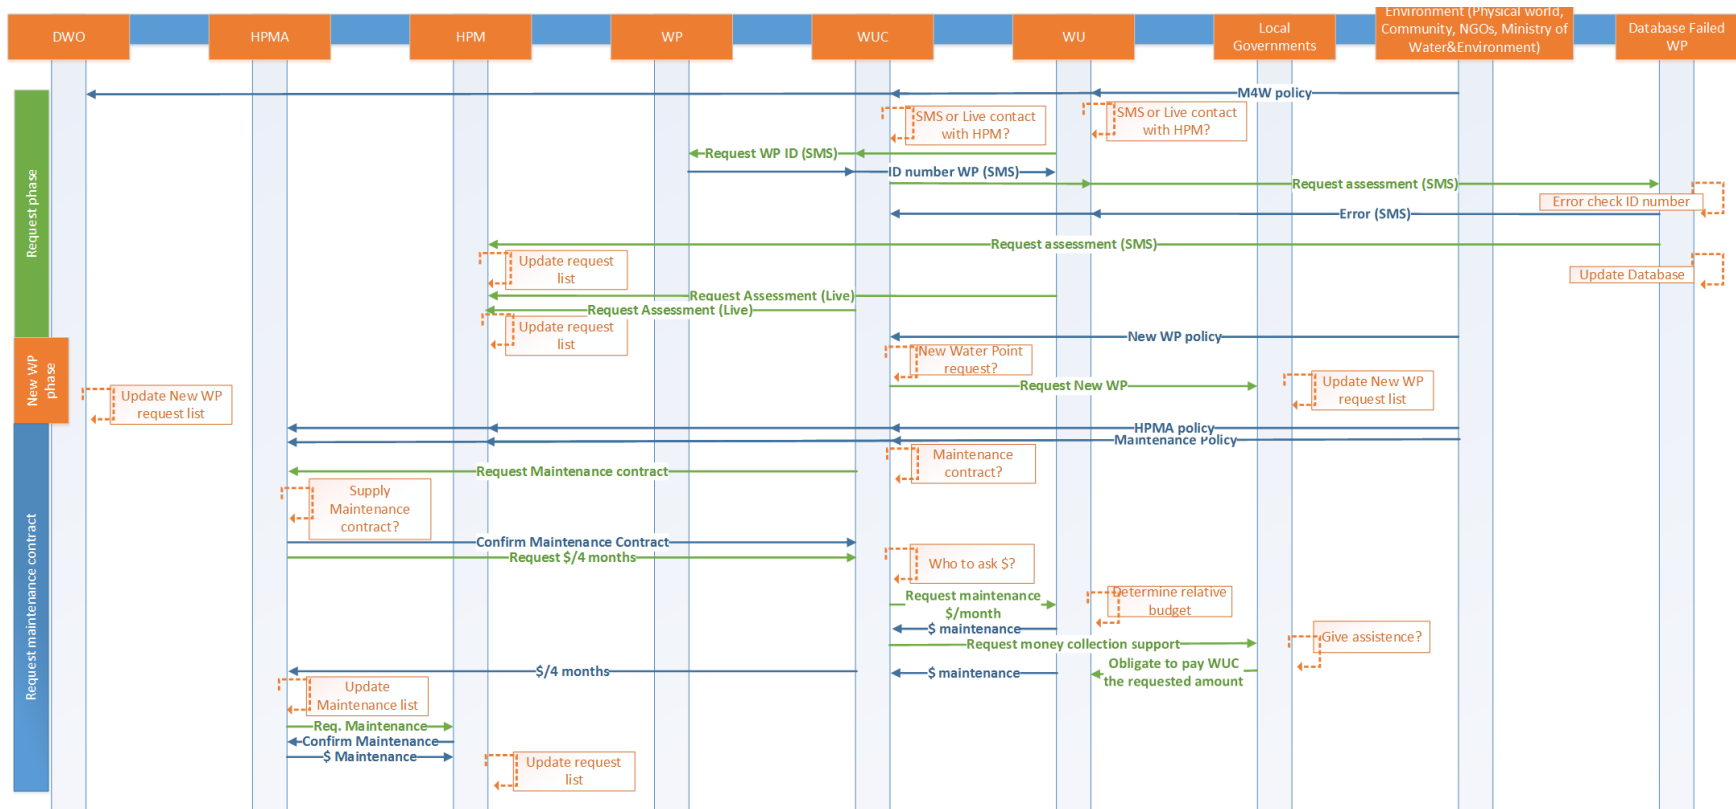 DWO
HPMA
HPM
WP
WUC
WU
Local
Governments
Environment (Physical world,
Community, NGOs, Ministry of
Water&Environment)
Database Failed
WP
Request phase
M4W policy
SMS or Live contact
with HPM?
SMS or Live contact
with HPM?
Request WP ID (SMS)
ID number WP (SMS)
Request assessment (SMS)
Error check ID number
Error (SMS)
Request assessment (SMS)
Update request
list
Update Database
Request Assessment (Live)
Request Assessment (Live)
Update request
list
New WP
phase
New WP policy
New Water Point
request?
Request New WP
Update New WP
request list
Update New WP
request list
Request maintenance contract
HPMA policy
Maintenance Policy
Maintenance
contract?
Request Maintenance contract
Supply
Maintenance
contract?
Confirm Maintenance Contract
Request $/4 months
Who to ask $?
Request maintenance
$/month
Determine relative
budget
$ maintenance
Request money collection support
Give assistence?
Obligate to pay WUC
the requested amount
$ maintenance
$/4 months
Update
Maintenance list
Req. Maintenance
Confirm Maintenance
$ Maintenance
Update request
list